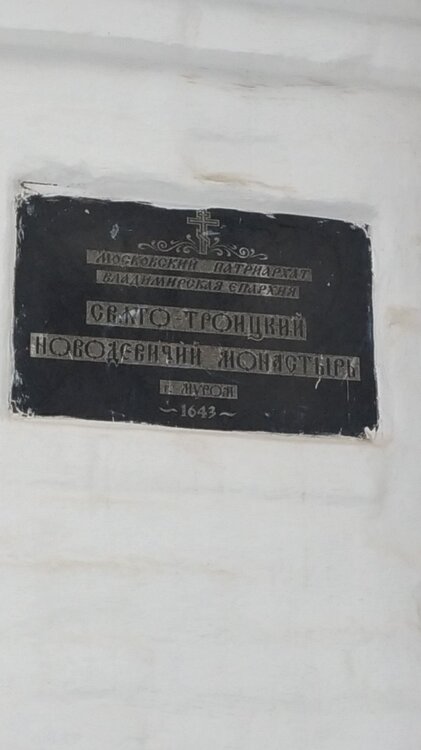 МОСКОВСКИЙ ПАТРИАРХАТ
ВЛАДИМИРСКАЯ ЕПАРХИЯ
СВЯТО-ТРОИЦКИЙ
НОВОДЕВИЧИЙ МОНАСТЫРЬ
г. МУРОМ
~1643~